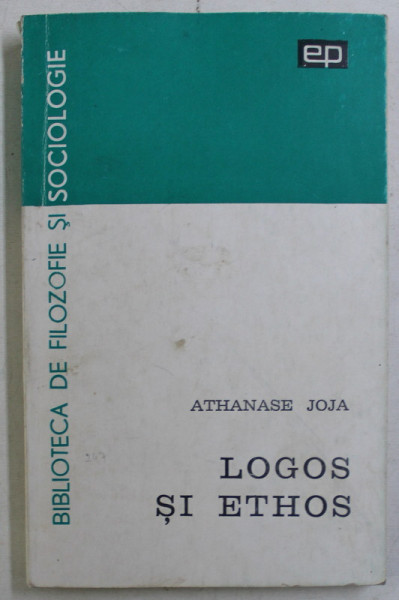 ep
BIBLIOTECA DE FILOZOFIE ȘI SOCIOLOGIE
ATHANASE JOJA
LOGOS
ȘI ETHOS